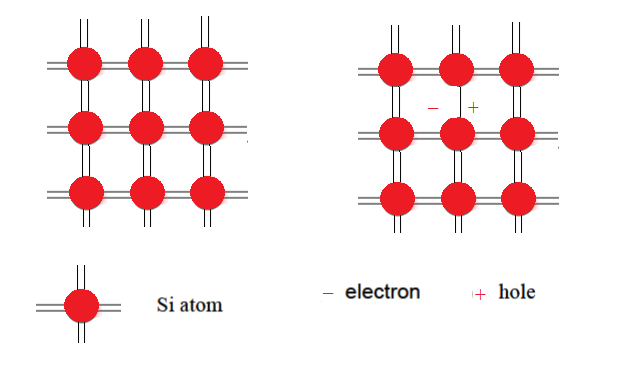 − +
Si atom
− electron
+ hole